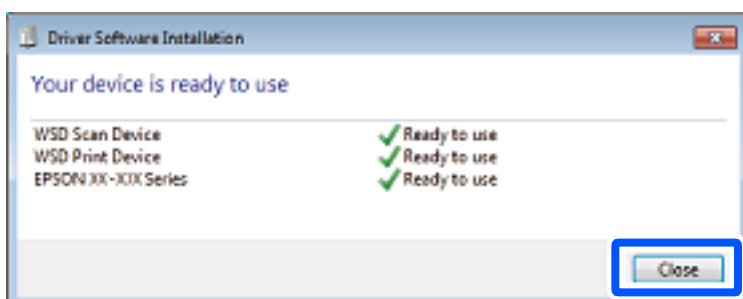 Driver Software Installation
Your device is ready to use
WSD Scan Device Ready to use
WSD Print Device Ready to use
EPSON XX-XXX Series Ready to use
Close